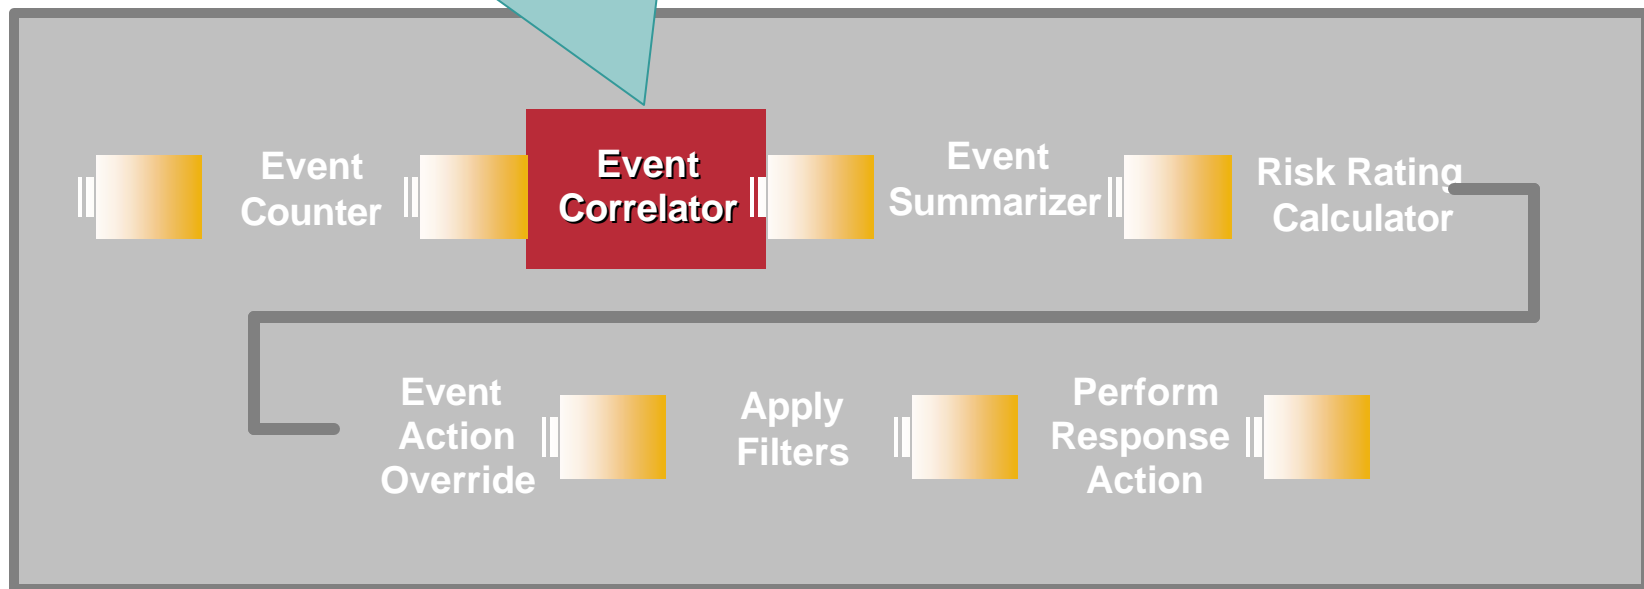 Event
Counter
Event
Correlator
Event
Summarizer
Risk Rating
Calculator
Event
Action
Override
Apply
Filters
Perform
Response
Action